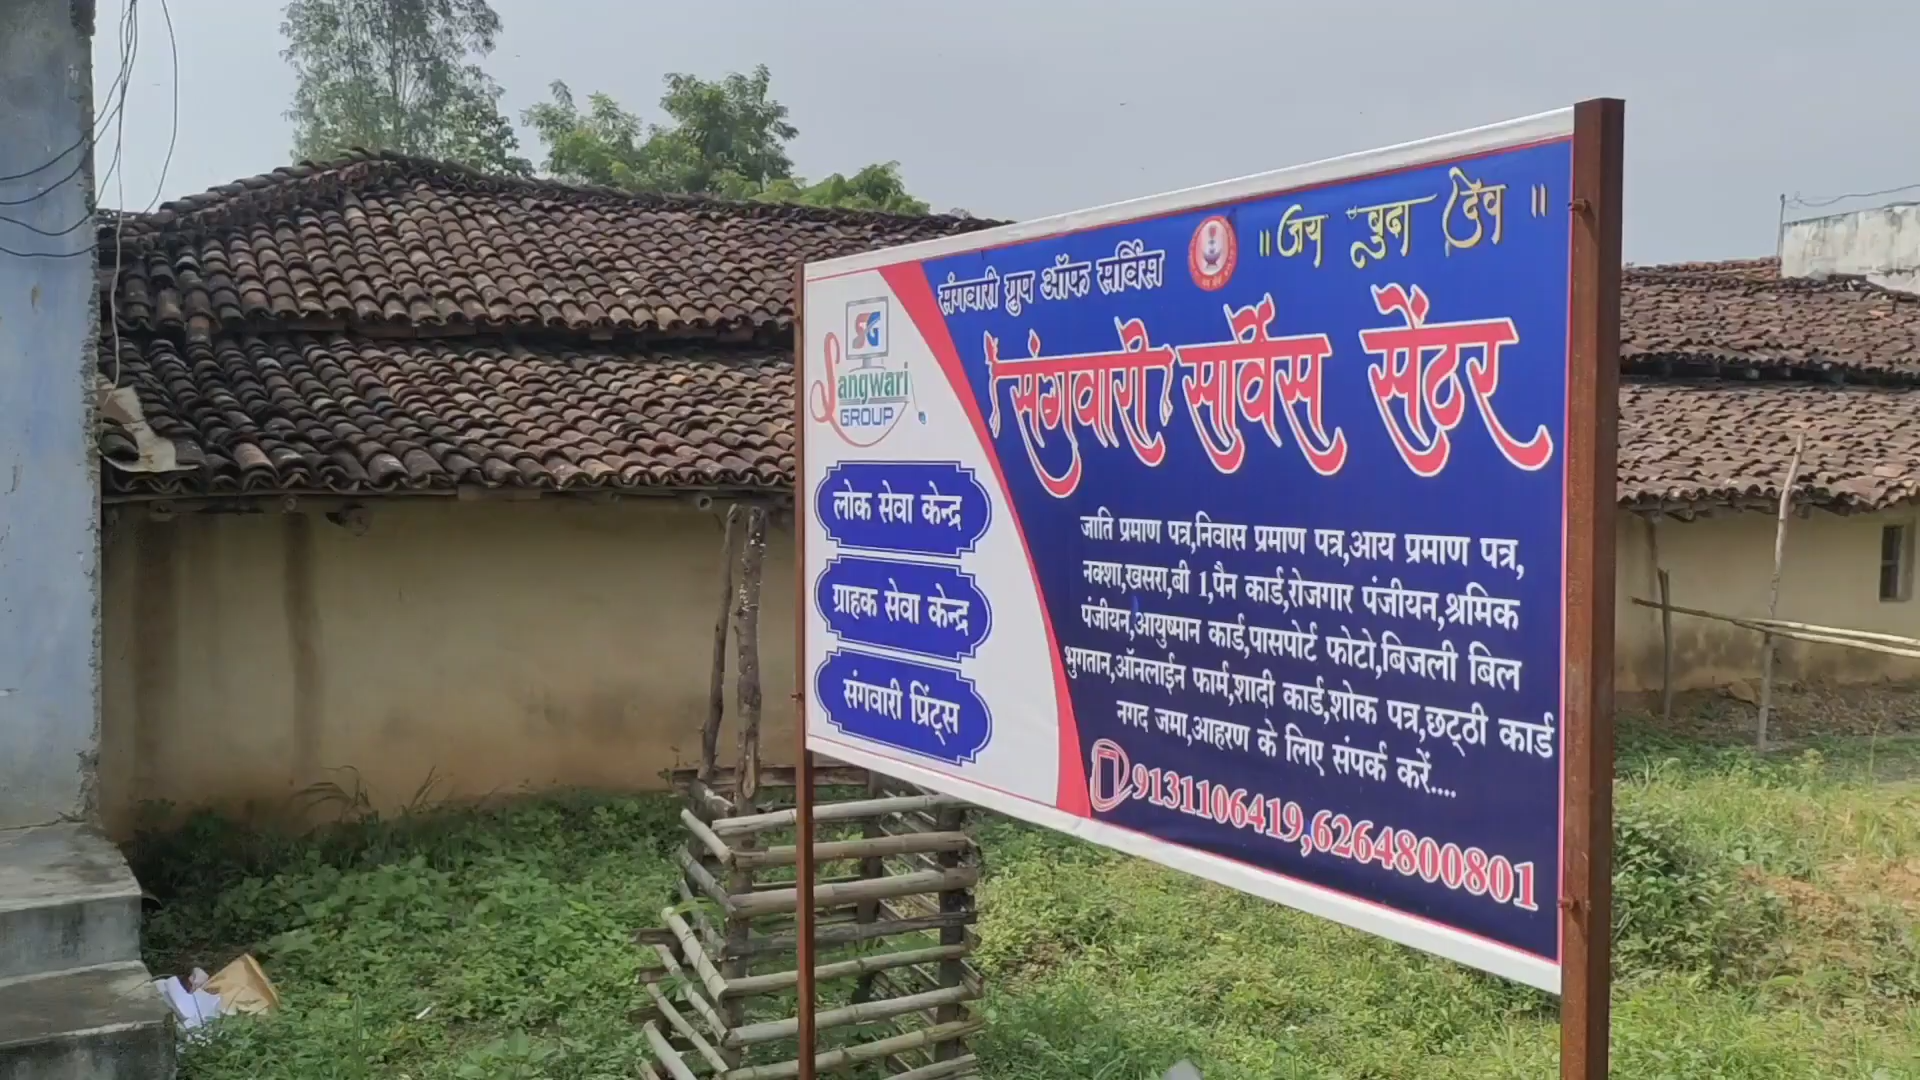 ॥ जय बुढ़ा देव ॥
संगवारी ग्रुप ऑफ सर्विस
संगवारी सर्विस सेंटर
SG
Sangwari
GROUP
लोक सेवा केन्द्र
ग्राहक सेवा केन्द्र
संगवारी प्रिंट्स
जाति प्रमाण पत्र,निवास प्रमाण पत्र,आय प्रमाण पत्र,
नक्शा,खसरा,बी 1,पैन कार्ड,रोजगार पंजीयन,श्रमिक
पंजीयन,आयुष्मान कार्ड,पासपोर्ट फोटो,बिजली बिल
भुगतान,ऑनलाईन फार्म,शादी कार्ड,शोक पत्र,छट्ठी कार्ड
नगद जमा,आहरण के लिए संपर्क करें....
9131106419,6264800801